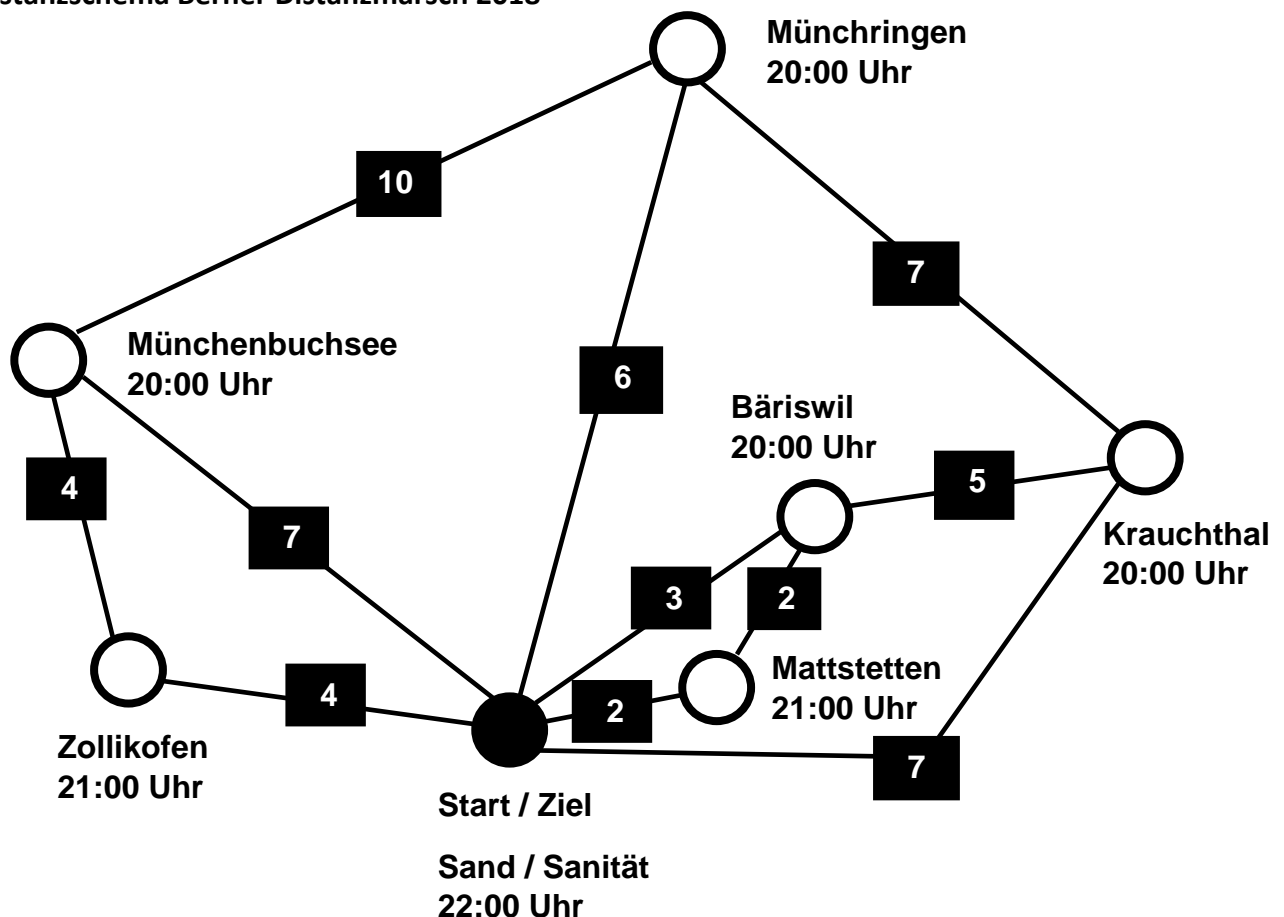 Distanzmarsch 2018
Münchringen
20:00 Uhr
10
7
Münchenbuchsee
20:00 Uhr
6
Bäriswil
20:00 Uhr
4
5
7
Krauchthal
20:00 Uhr
3
2
Mattstetten
21:00 Uhr
4
2
Zollikofen
21:00 Uhr
7
Start / Ziel
Sand / Sanität
22:00 Uhr